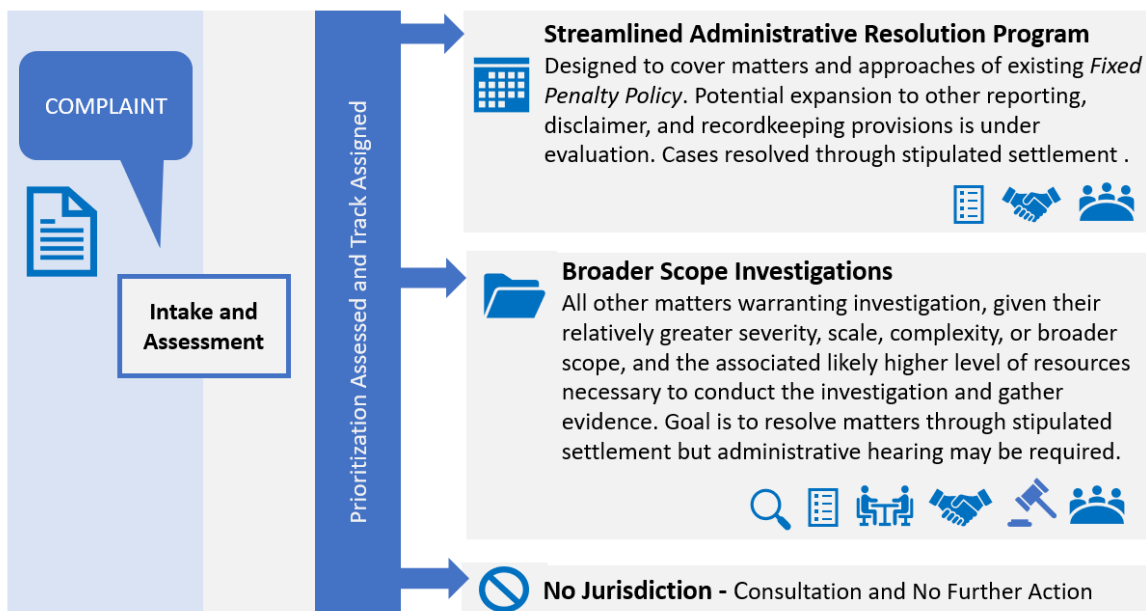 COMPLAINT
Intake and
Assessment
Prioritization Assessed and Track Assigned
Streamlined Administrative Resolution Program
Designed to cover matters and approaches of existing Fixed
Penalty Policy. Potential expansion to other reporting,
disclaimer, and recordkeeping provisions is under
evaluation. Cases resolved through stipulated settlement .
Broader Scope Investigations
All other matters warranting investigation, given their
relatively greater severity, scale, complexity, or broader
scope, and the associated likely higher level of resources
necessary to conduct the investigation and gather
evidence. Goal is to resolve matters through stipulated
settlement but administrative hearing may be required.
No Jurisdiction - Consultation and No Further Action